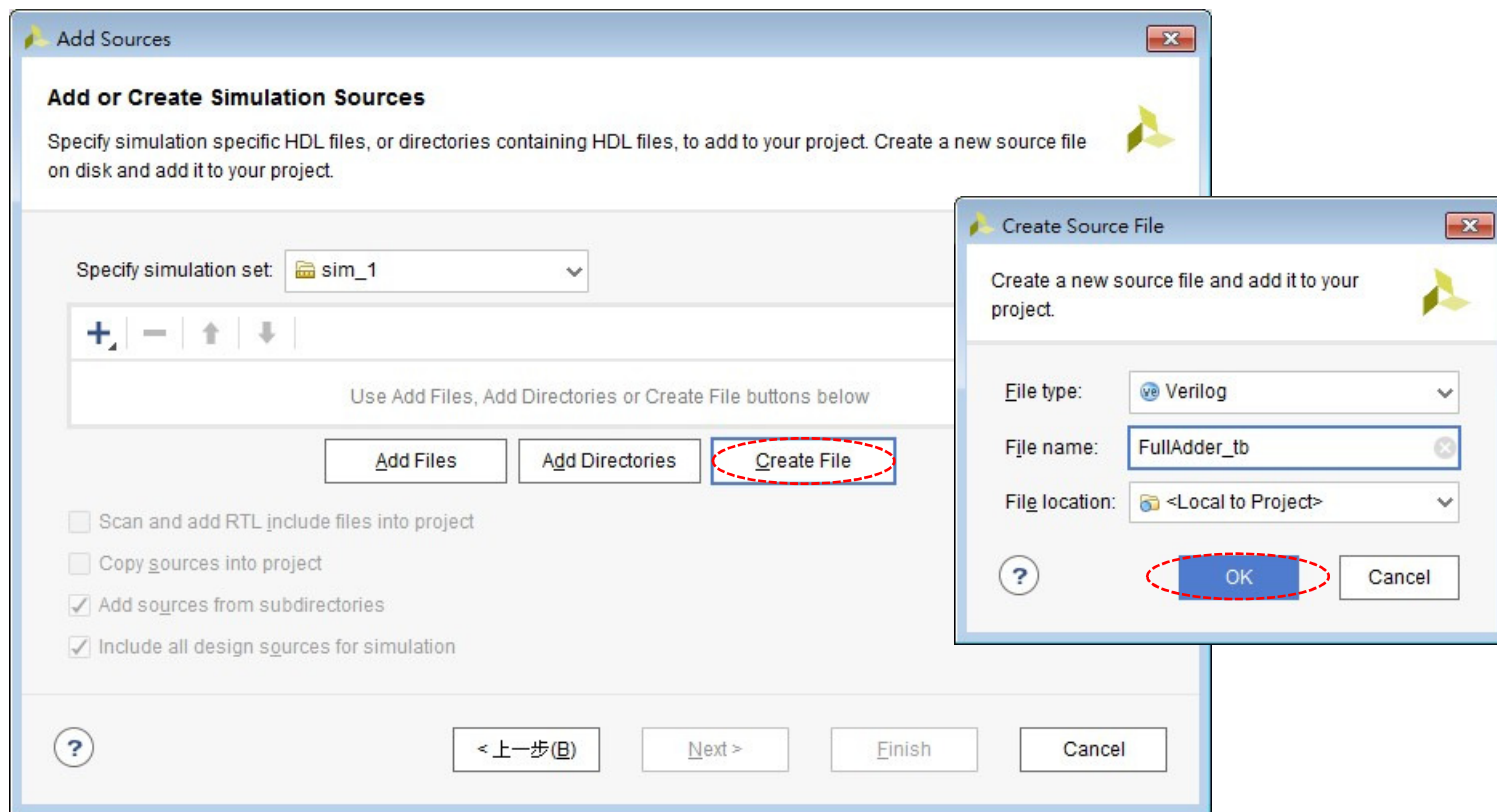 Add Sources
Add or Create Simulation Sources
Specify simulation specific HDL files, or directories containing HDL files, to add to your project. Create a new source file
on disk and add it to your project.
Specify simulation set: sim_1
Use Add Files, Add Directories or Create File buttons below
Add Files Add Directories Create File
Scan and add RTL include files into project
Copy sources into project
Add sources from subdirectories
Include all design sources for simulation
? <上一步(B) Next > Finish Cancel
Create Source File
Create a new source file and add it to your
project.
File type: ve Verilog
File name: FullAdder_tb
File location: <Local to Project>
? OK Cancel